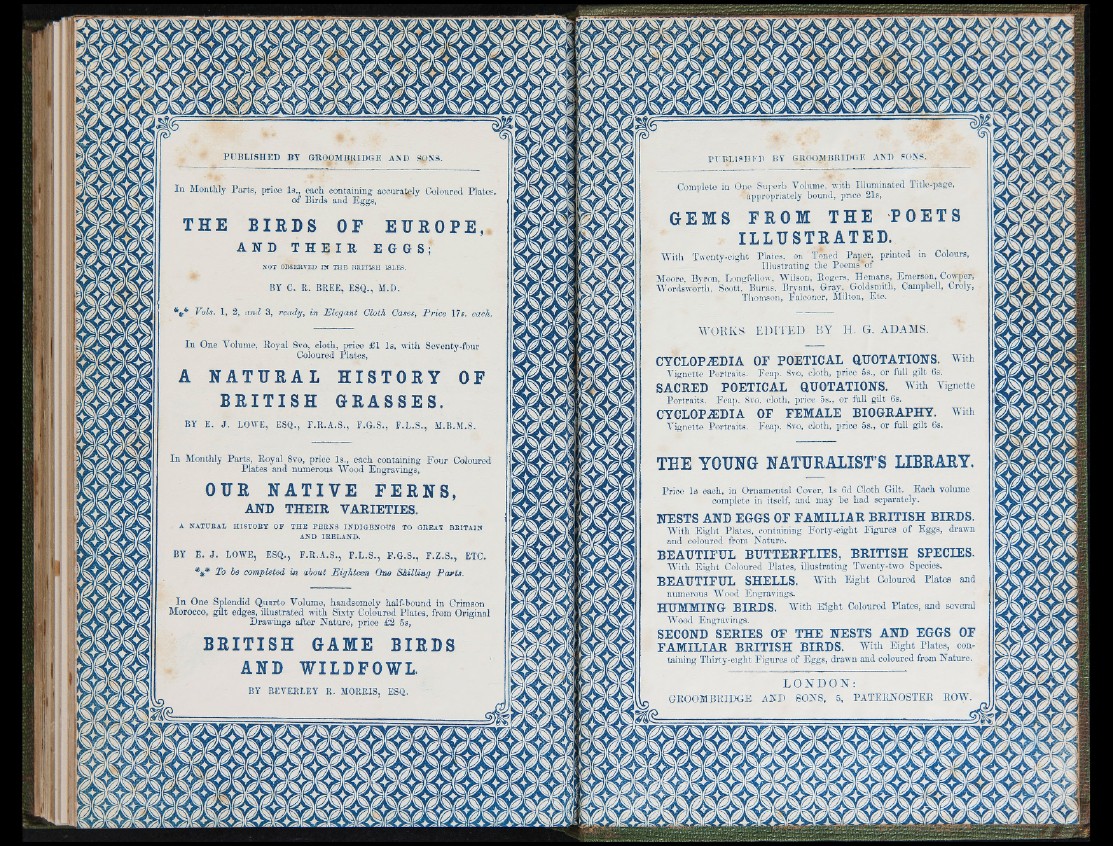 PUBLISHED BY GROOMBRIDGE AND SONS.
In Monthly Parts, price 1s., each containing accurately Coloured Plates,
of Birds and Eggs,
THE BIRDS OF EUROPE,
AND THEIR EGGS;
NOT OBSERVED IN THE BRITISH ISLES.
BY C. R. BREE, ESQ., M.D.
*** Vols. 1, 2, and 3, ready, in Elegant Cloth Cases, Price 17s. each.
In One Volume, Royal 8vo, cloth, price £1 1s, with Seventy-four
Coloured Plates,
A NATURAL HISTORY OF
BRITISH GRASSES.
BY E. J. LOWE, ESQ., F.R.A.S., F.G.S., F.L.S., M.B.M.S.
In Monthly Parts, Royal 8vo, price 1s., each containing Four Coloured
Plates and numerous Wood Engravings,
OUR NATIVE FERNS,
AND THEIR VARIETIES.
A NATURAL HISTORY OF THE FERNS INDIGENOUS TO GREAT BRITAIN
AND IRELAND.
BY E. J. LOWE, ESQ., F.R.A.S., F.L.S., F.G.S., F.Z.S., ETC.
*** To be completed in about Eighteen One Shilling Parts.
In One Splendid Quarto Volume, handsomely half-bound in Crimson
Morocco, gilt edges, illustrated with Sixty Coloured Plates, from Original
Drawings after Nature, price £2 5s,
BRITISH GAME BIRDS
AND WILDFOWL.
BY BEVERLEY R. MORRIS, ESQ.
PUBLISHED BY GROOMBRIDGE AND SONS.
Complete in One Superb Volume, with Illuminated Title-page,
appropriately bound, price 21s,
GEMS FROM THE POETS
ILLUSTRATED.
With Twenty-eight Plates, on Toned Paper, printed in Colours,
Illustrating the Poems of
Moore, Byron, Longfellow, Wilson, Rogers, Hemans, Emerson, Cowper,
Wordsworth, Scott, Burns, Bryant, Gray, Goldsmith, Campbell, Croly,
Thomson, Falconer, Milton, Etc.
WORKS EDITED BY H. G. ADAMS.
CYCLOPÆDIA OF POETICAL QUOTATIONS. With
Vignette Portraits. Fcap. 8vo, cloth, price 5s., or full gilt 6s.
SACRED POETICAL QUOTATIONS. With Vignette
Portraits. Fcap. 8vo, cloth, price 5s., or full gilt 6s.
CYCLOPÆDIA OF FEMALE BIOGRAPHY. With
Vignette Portraits. Fcap. 8vo, cloth, price 5s., or full gilt 6s.
THE YOUNG NATURALIST'S LIBRARY.
Price 1s each, in Ornamental Cover, 1s 6d Cloth Gilt. Each volume
complete in itself, and may be had separately.
NESTS AND EGGS OF FAMILIAR BRITISH BIRDS.
With Eight Plates, containing Forty-eight Figures of Eggs, drawn
and coloured from Nature.
BEAUTIFUL BUTTERFLIES, BRITISH SPECIES.
With Eight Coloured Plates, illustrating Twenty-two Species.
BEAUTIFUL SHELLS. With Eight Coloured Plates and
numerous Wood Engravings.
HUMMING BIRDS. With Eight Coloured Plates, and several
Wood Engravings.
SECOND SERIES OF THE NESTS AND EGGS OF
FAMILIAR BRITISH BIRDS. With Eight Plates, con-
taining Thirty-eight Figures of Eggs, drawn and coloured from Nature.
LONDON:
GROOMBRIDGE AND SONS, 5, PATERNOSTER ROW.